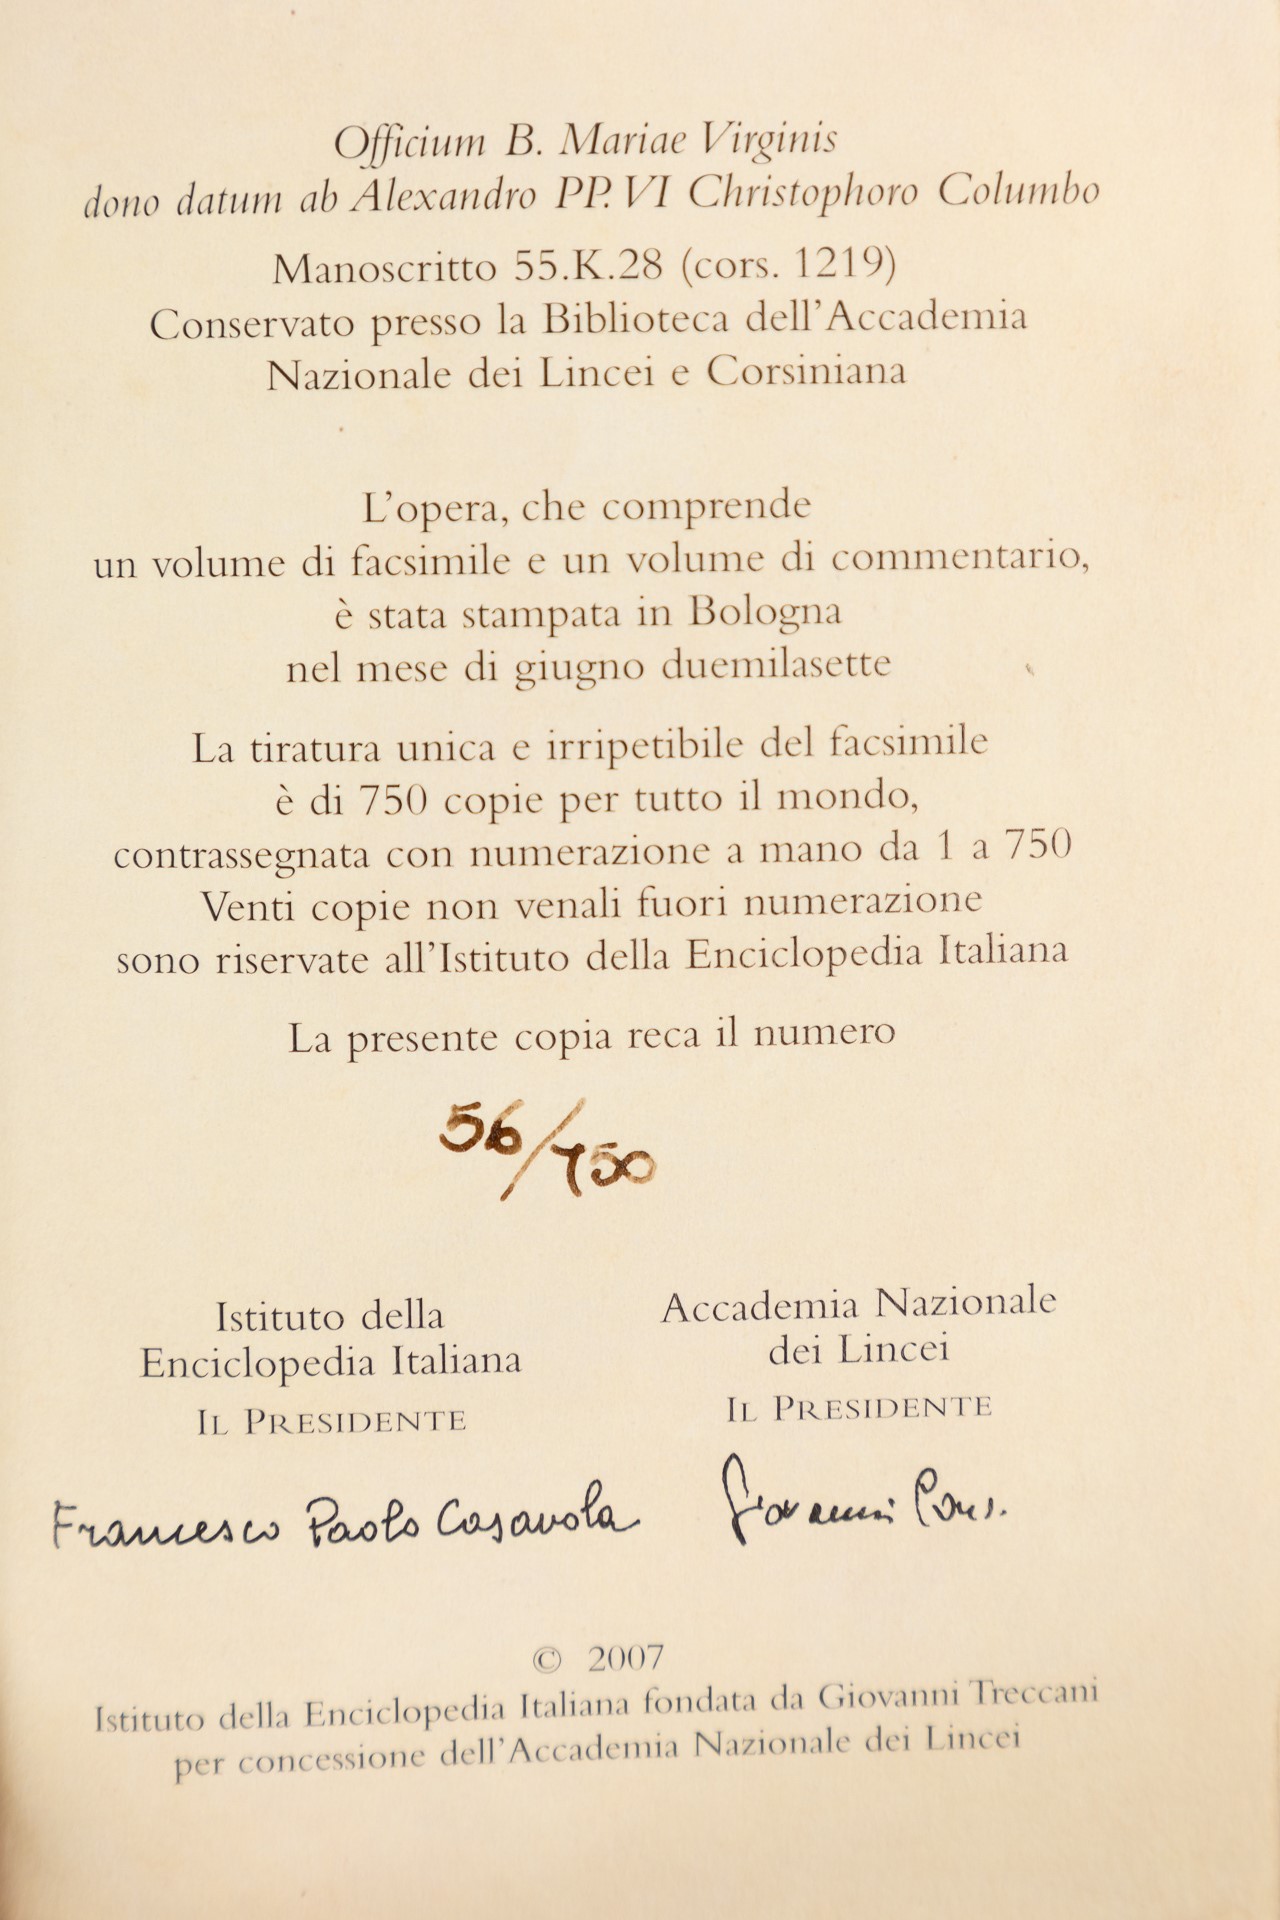 Officium B. Mariae Virginis
dono datum ab Alexandro PP. VI Christophoro Columbo
Manoscritto 55.K.28 (cors. 1219)
Conservato presso la Biblioteca dell'Accademia
Nazionale dei Lincei e Corsiniana
L'opera, che comprende
un volume di facsimile e un volume di commentario,
è stata stampata in Bologna
nel mese di giugno duemilasette
La tiratura unica e irripetibile del facsimile
è di 750 copie per tutto il mondo,
contrassegnata con numerazione a mano da 1 a 750
Venti copie non venali fuori numerazione
sono riservate all'Istituto della Enciclopedia Italiana
La presente copia reca il numero
56/750
Istituto della
Enciclopedia Italiana
IL PRESIDENTE
Francesco Paolo Casavola
Accademia Nazionale
dei Lincei
IL PRESIDENTE
Giovanni
© 2007
Istituto della Enciclopedia Italiana fondata da Giovanni Treccani
per concessione dell'Accademia Nazionale dei Lincei